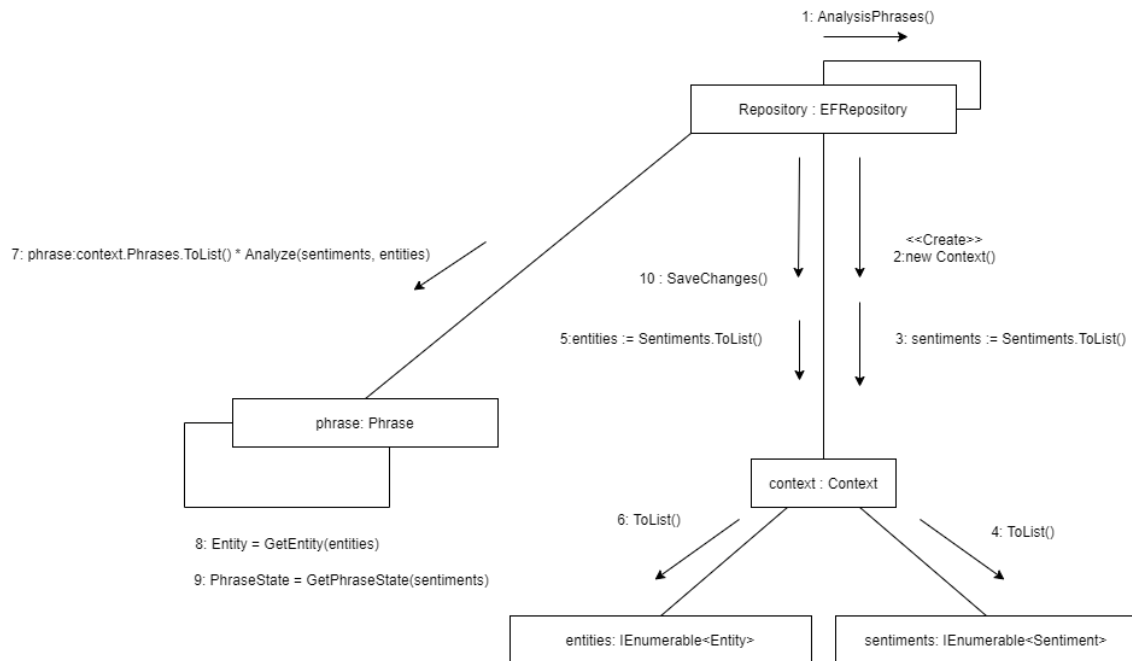 1: AnalysisPhrases()
Repository : EFRepository
7: phrase:context.Phrases.ToList() * Analyze(sentiments, entities)
<<Create>>
2:new Context()
10 : SaveChanges()
5:entities := Sentiments.ToList()
3: sentiments := Sentiments.ToList()
phrase: Phrase
context : Context
6: ToList()
4: ToList()
8: Entity = GetEntity(entities)
9: PhraseState = GetPhraseState(sentiments)
entities: IEnumerable<Entity>
sentiments: IEnumerable<Sentiment>